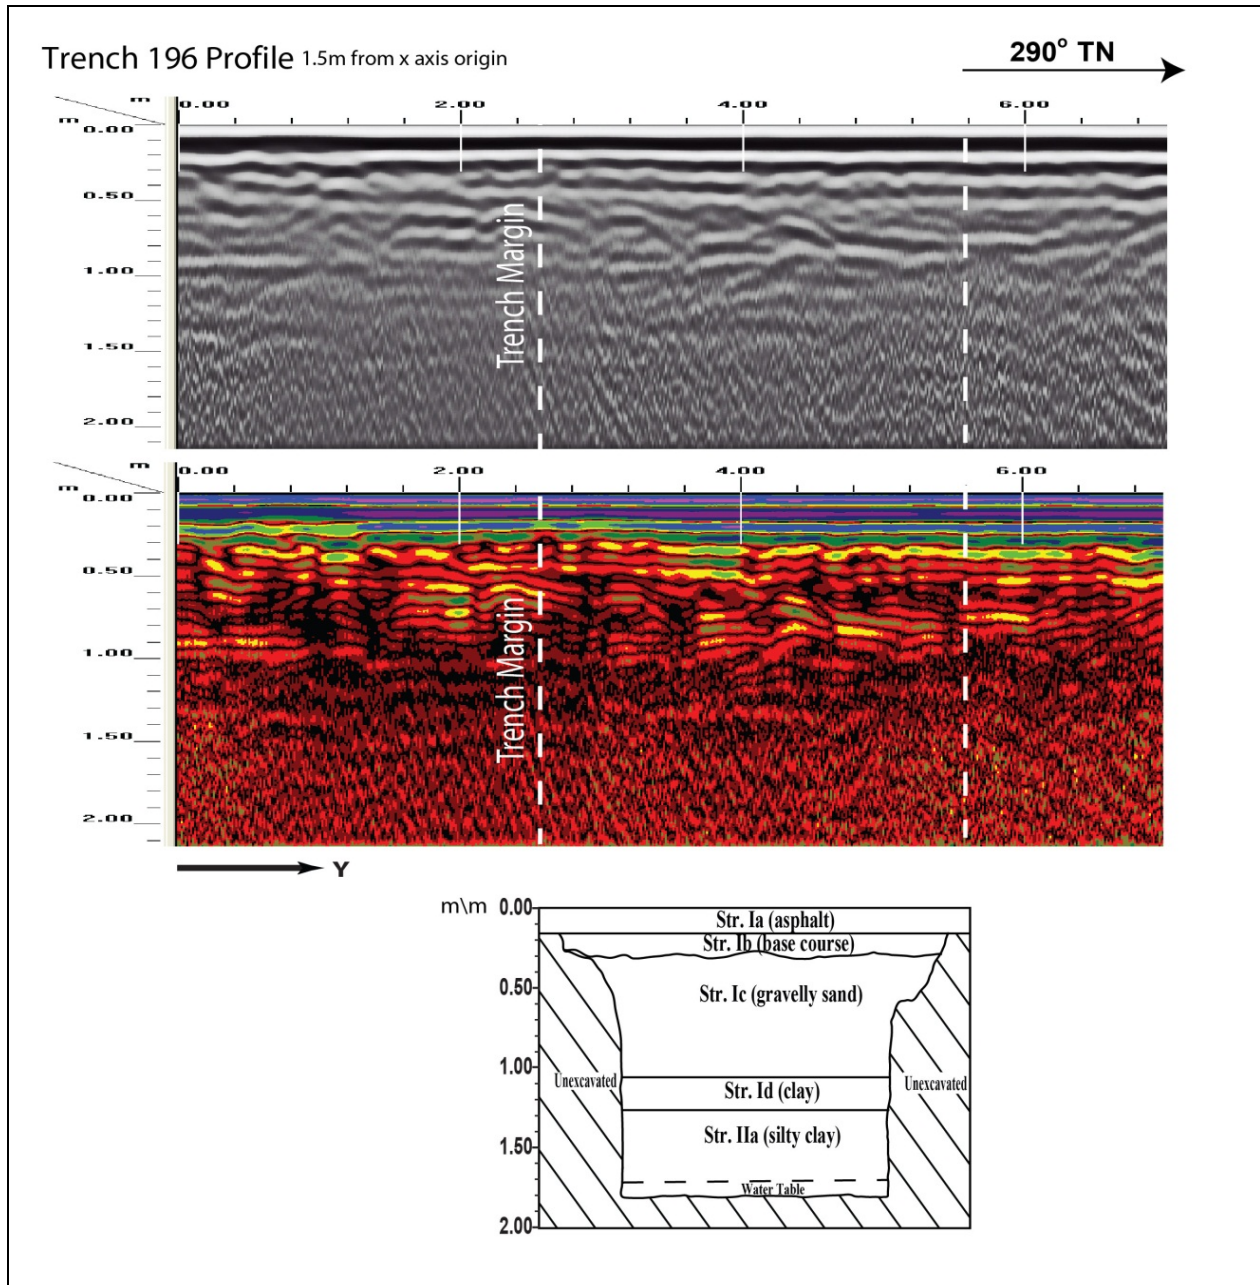 Trench 196 Profile 1.5m from x axis origin
290° TN
m 0.00 2.00 4.00 6.00
m
0.00
0.50
1.00
1.50
2.00
Trench Margin
m 0.00 2.00 4.00 6.00
m
0.00
0.50
1.00
1.50
2.00
Trench Margin
Y
m\m 0.00
Str. Ia (asphalt)
Str. Ib (base course)
0.50
Str. Ic (gravelly sand)
1.00
Unexcavated
Str. Id (clay)
Unexcavated
Str. IIa (silty clay)
1.50
Water Table
2.00